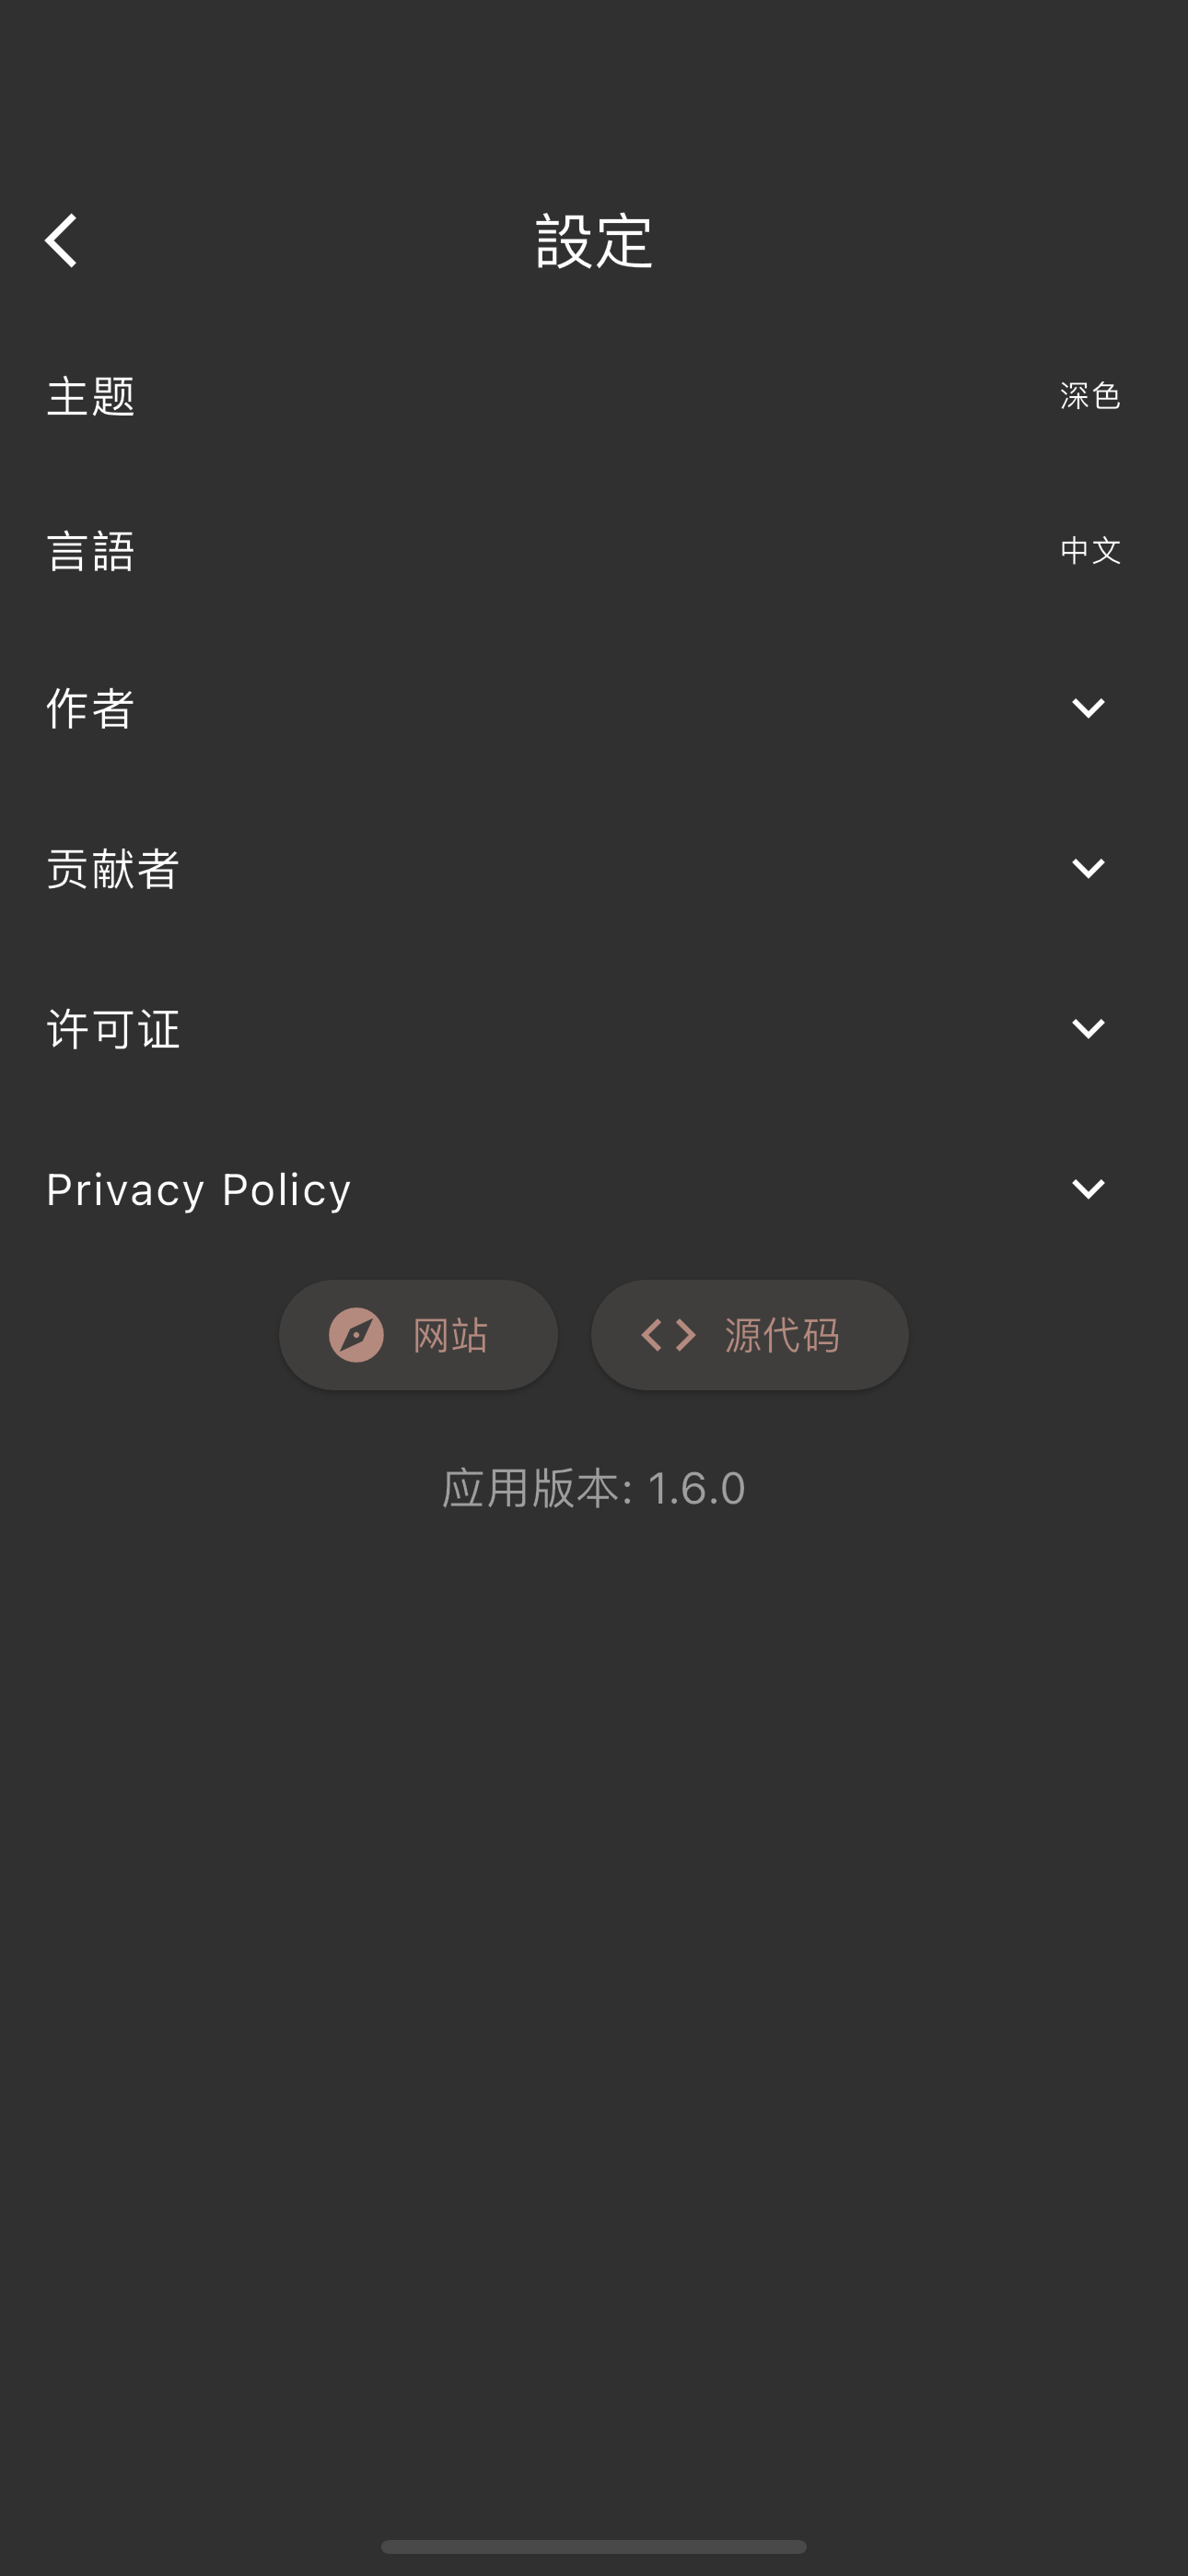 設定
主题 深色
言語 中文
作者
贡献者
许可证
Privacy Policy
网站 源代码
应用版本: 1.6.0